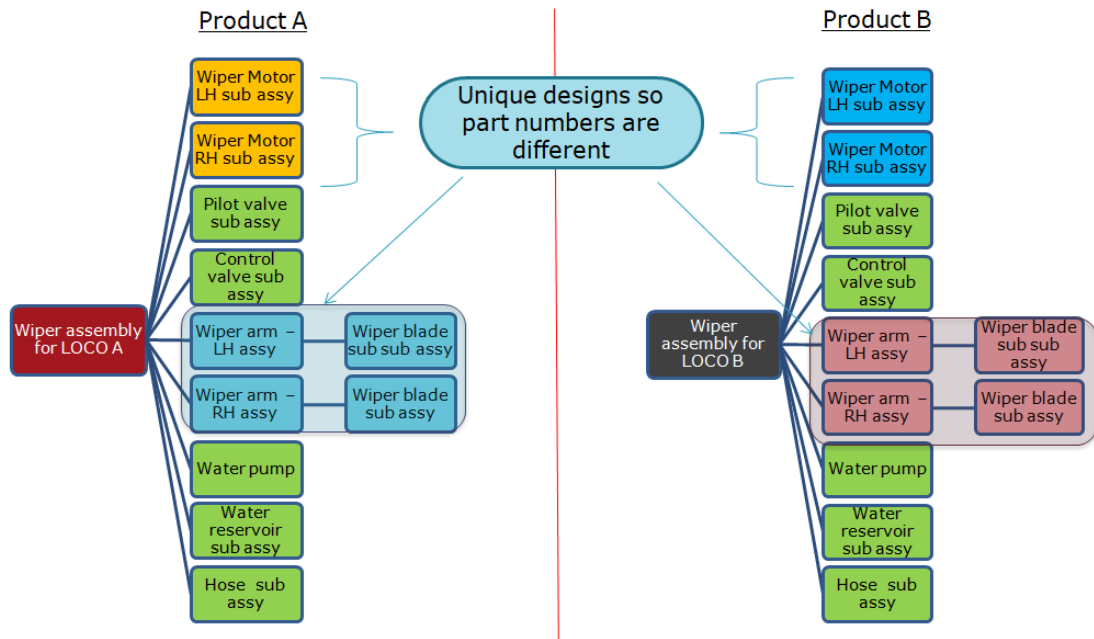 Product A
Product B
Wiper Motor
LH sub assy
Wiper Motor
RH sub assy
Pilot valve
sub assy
Control
valve sub
assy
Wiper assembly
for LOCO A
Wiper arm –
LH assy
Wiper blade
sub sub assy
Wiper arm –
RH assy
Wiper blade
sub assy
Water pump
Water
reservoir
sub assy
Hose sub
assy
Unique designs so
part numbers are
different
Wiper Motor
LH sub assy
Wiper Motor
RH sub assy
Pilot valve
sub assy
Control
valve sub
assy
Wiper
assembly for
LOCO B
Wiper arm –
LH assy
Wiper blade
sub sub
assy
Wiper arm –
RH assy
Wiper blade
sub assy
Water pump
Water
reservoir
sub assy
Hose sub
assy